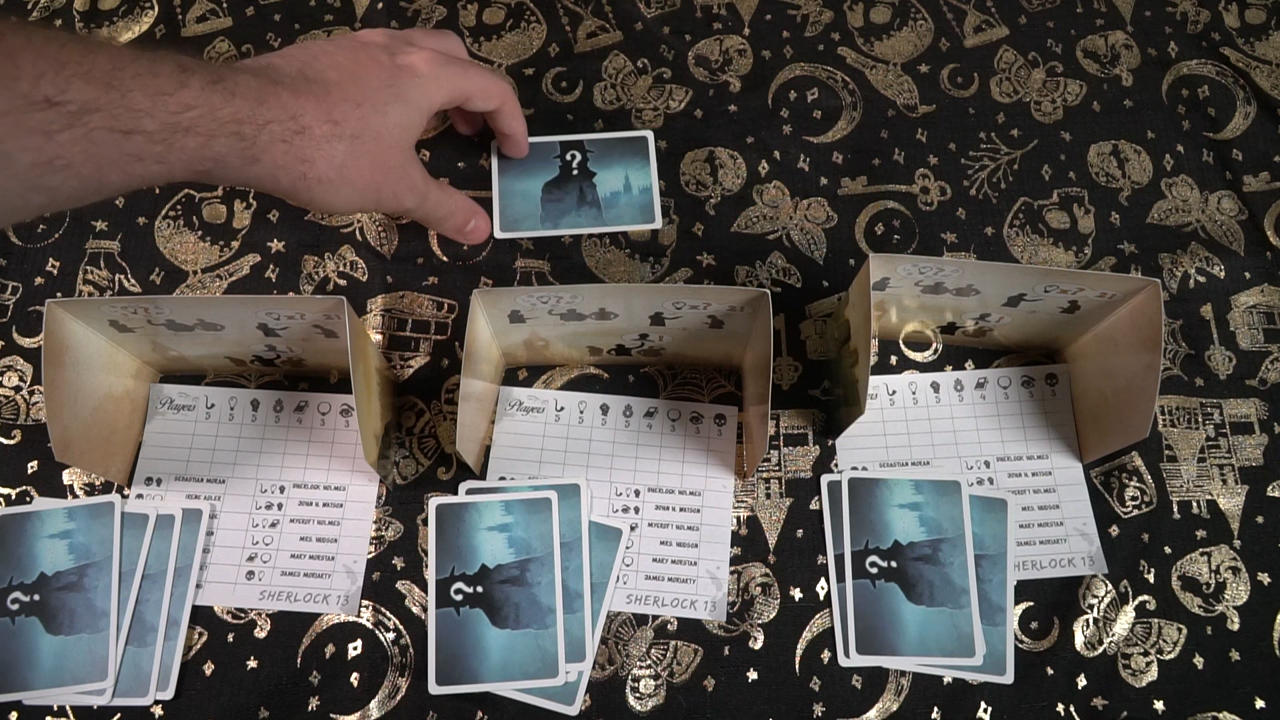 ?
Players
5 5 5 5 4 3 3 3
SEBASTIAN MORAN
IRENE ADLER
SHERLOCK HOLMES
JOHN H. WATSON
MYCROFT HOLMES
MRS. HUDSON
MARY MORSTAN
JAMES MORIARTY
SHERLOCK 13
?
Players
5 5 5 5 4 3 3 3
SHERLOCK HOLMES
JOHN H. WATSON
MYCROFT HOLMES
MRS. HUDSON
MARY MORSTAN
JAMES MORIARTY
SHERLOCK 13
?
5 5 5 5 4 3 3 3
SEBASTIAN MORAN
SHERLOCK HOLMES
JOHN H. WATSON
HOLMES
MRS. HUDSON
MARY MORSTAN
JAMES MORIARTY
SHERLOCK 13
?